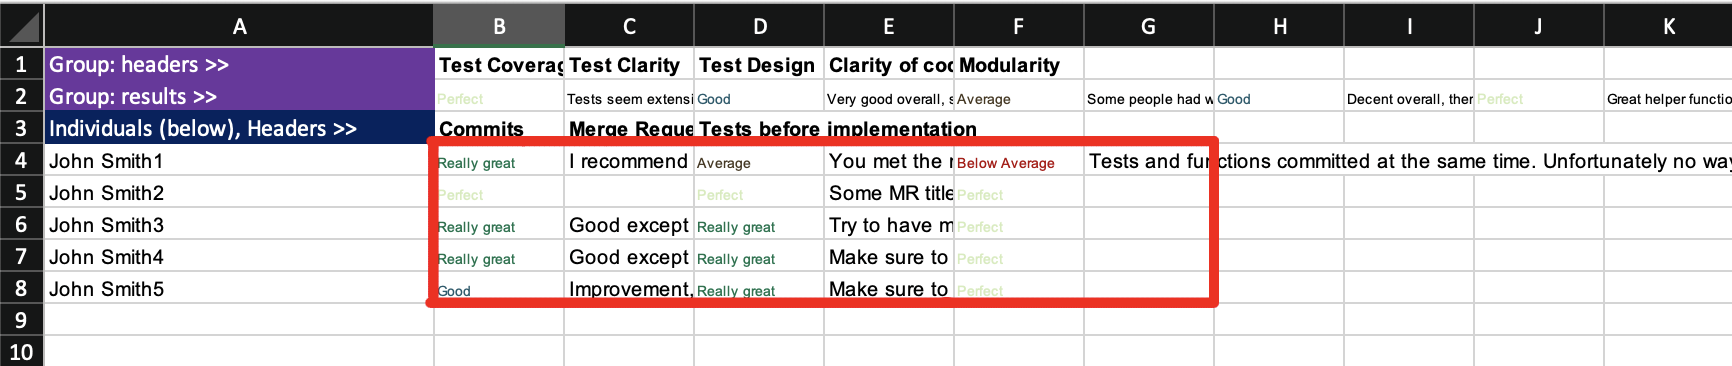 A B C D E F G H I J K
1 Group: headers >> Test Coverag Test Clarity Test Design Clarity of coc Modularity
2 Group: results >> Perfect Tests seem extensi Good Very good overall, s Average Some people had w Good Decent overall, ther Perfect Great helper functio
3 Individuals (below), Headers >> Commits Merge Reque Tests before implementation
4 John Smith1 Really great I recommend Average You met the r Below Average Tests and functions committed at the same time. Unfortunately no way
5 John Smith2 Perfect Perfect Some MR title Perfect
6 John Smith3 Really great Good except Really great Try to have m Perfect
7 John Smith4 Really great Good except Really great Make sure to Perfect
8 John Smith5 Good Improvement, Really great Make sure to Perfect
9
10